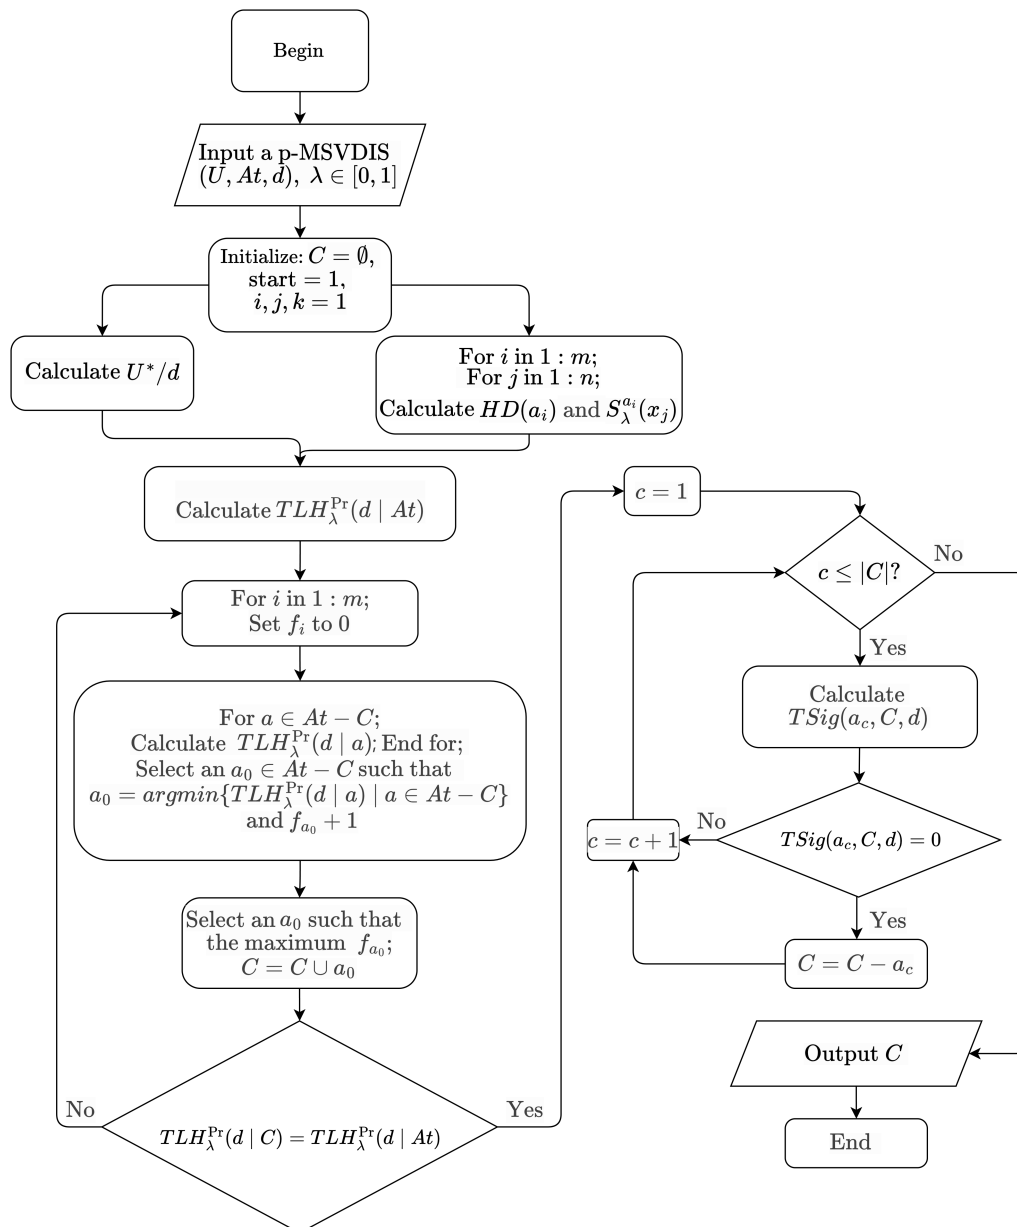 Begin
Input a p-MSVDIS
(U, At, d), λ ∈ [0, 1]
Initialize: C = ∅,
start = 1,
i, j, k = 1
Calculate U*/d
For i in 1 : m;
For j in 1 : n;
Calculate HD(a_i) and S_λ^{a_i}(x_j)
Calculate TLH_λ^{Pr}(d | At)
For i in 1 : m;
Set f_i to 0
For a ∈ At − C;
Calculate TLH_λ^{Pr}(d | a); End for;
Select an a_0 ∈ At − C such that
a_0 = argmin{TLH_λ^{Pr}(d | a) | a ∈ At − C}
and f_{a_0} + 1
Select an a_0 such that
the maximum f_{a_0};
C = C ∪ a_0
No
TLH_λ^{Pr}(d | C) = TLH_λ^{Pr}(d | At)
Yes
c = 1
c ≤ |C|?
No
Yes
Calculate
TSig(a_c, C, d)
TSig(a_c, C, d) = 0
No
c = c + 1
Yes
C = C − a_c
Output C
End